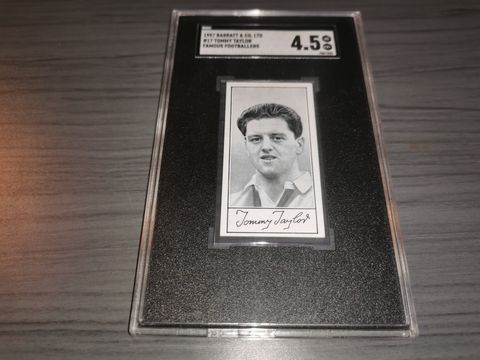 1957 BARRATT & CO. LTD
#17 TOMMY TAYLOR
FAMOUS FOOTBALLERS
4.5
Tommy Taylor